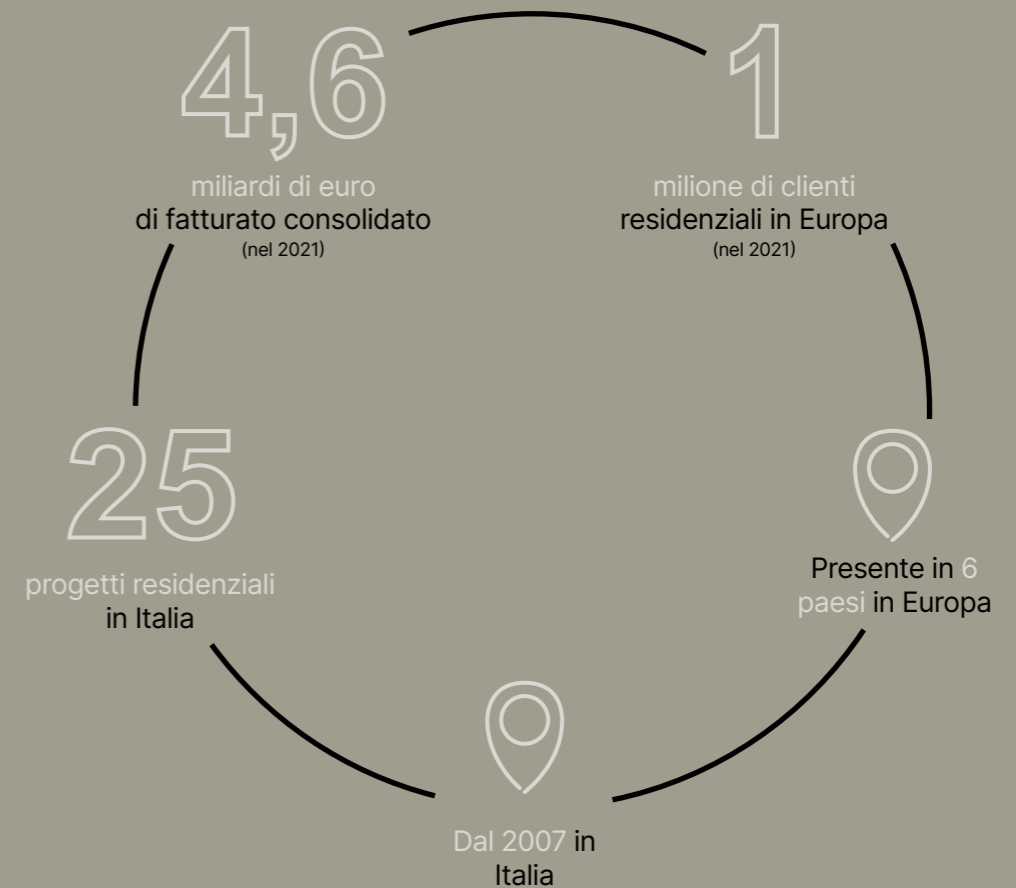 4,6
miliardi di euro
di fatturato consolidato
(nel 2021)
1
milione di clienti
residenziali in Europa
(nel 2021)
25
progetti residenziali
in Italia
Presente in 6
paesi in Europa
Dal 2007 in
Italia